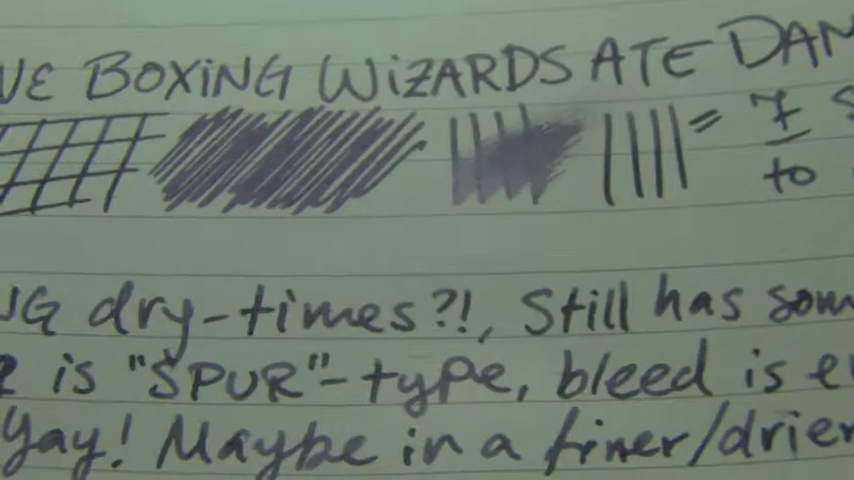 BOXiNG WiZARDS ATE
= 7
to
dry-times?!, Still has
is "SPUR"-type, bleed is
Yay! Maybe in a finer/drier